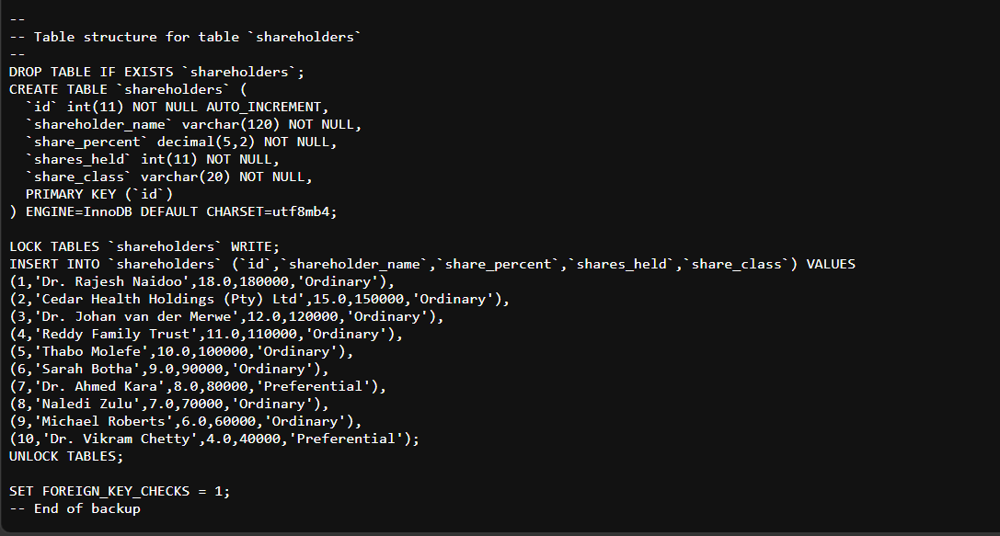 --
-- Table structure for table `shareholders`
--
DROP TABLE IF EXISTS `shareholders`;
CREATE TABLE `shareholders` (
  `id` int(11) NOT NULL AUTO_INCREMENT,
  `shareholder_name` varchar(120) NOT NULL,
  `share_percent` decimal(5,2) NOT NULL,
  `shares_held` int(11) NOT NULL,
  `share_class` varchar(20) NOT NULL,
  PRIMARY KEY (`id`)
) ENGINE=InnoDB DEFAULT CHARSET=utf8mb4;

LOCK TABLES `shareholders` WRITE;
INSERT INTO `shareholders` (`id`,`shareholder_name`,`share_percent`,`shares_held`,`share_class`) VALUES
(1,'Dr. Rajesh Naidoo',18.0,180000,'Ordinary'),
(2,'Cedar Health Holdings (Pty) Ltd',15.0,150000,'Ordinary'),
(3,'Dr. Johan van der Merwe',12.0,120000,'Ordinary'),
(4,'Reddy Family Trust',11.0,110000,'Ordinary'),
(5,'Thabo Molefe',10.0,100000,'Ordinary'),
(6,'Sarah Botha',9.0,90000,'Ordinary'),
(7,'Dr. Ahmed Kara',8.0,80000,'Preferential'),
(8,'Naledi Zulu',7.0,70000,'Ordinary'),
(9,'Michael Roberts',6.0,60000,'Ordinary'),
(10,'Dr. Vikram Chetty',4.0,40000,'Preferential');
UNLOCK TABLES;

SET FOREIGN_KEY_CHECKS = 1;
-- End of backup